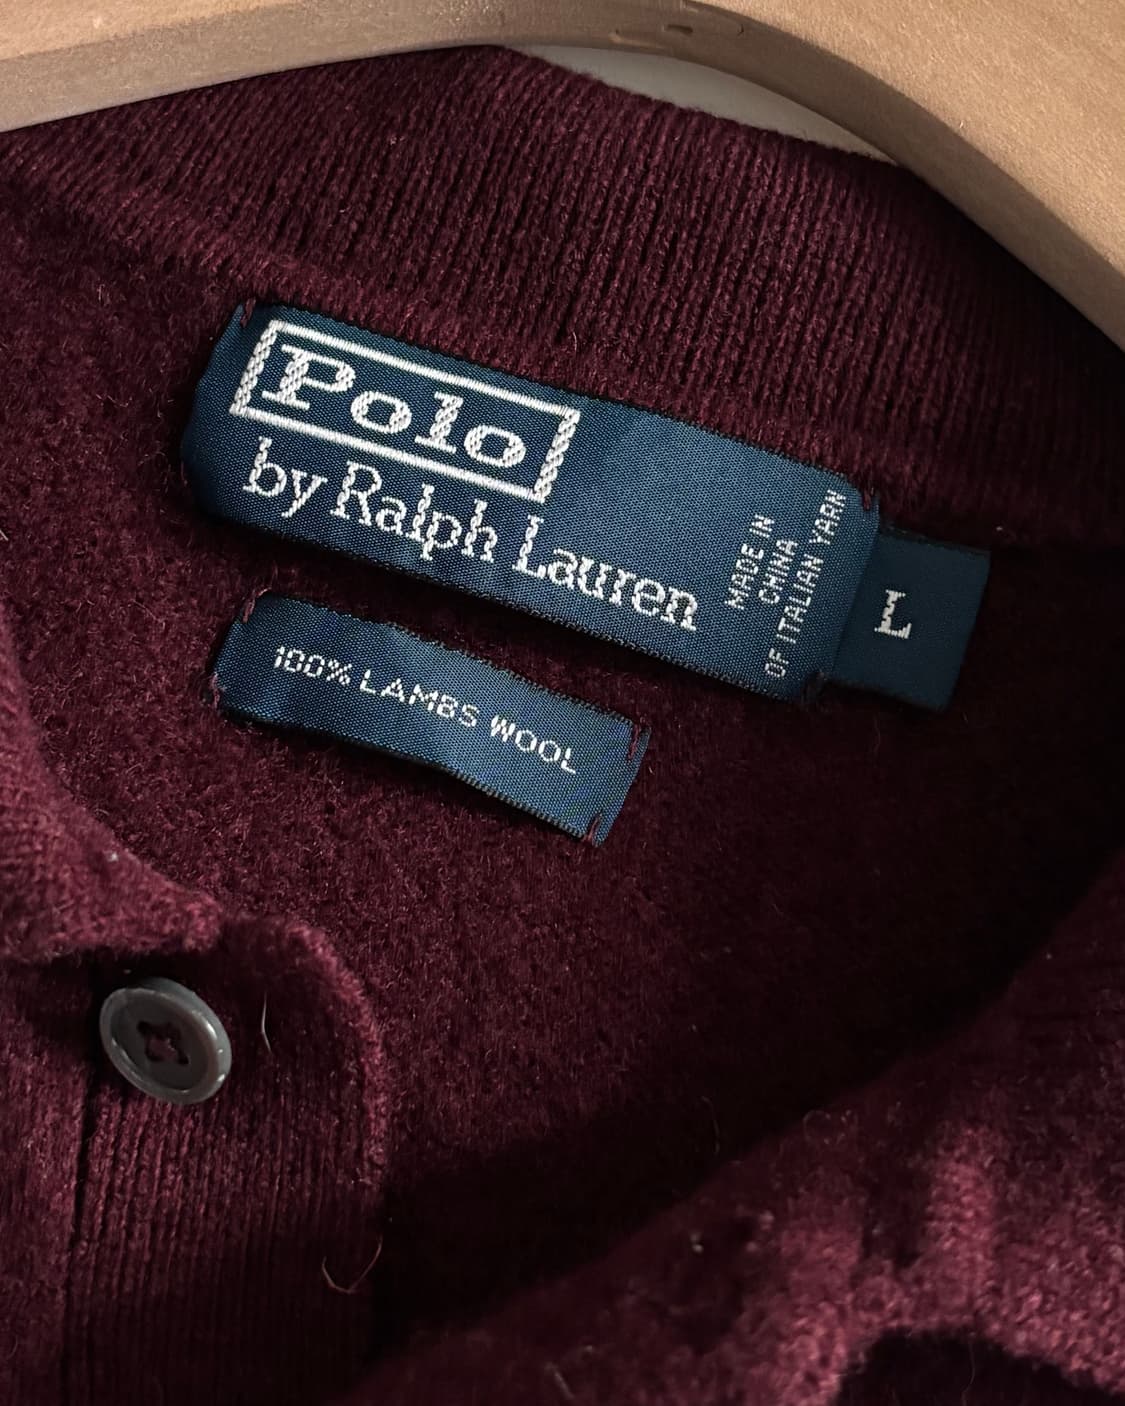 Polo
by Ralph Lauren
MADE IN
CHINA
OF ITALIAN YARN
L
100% LAMBS WOOL